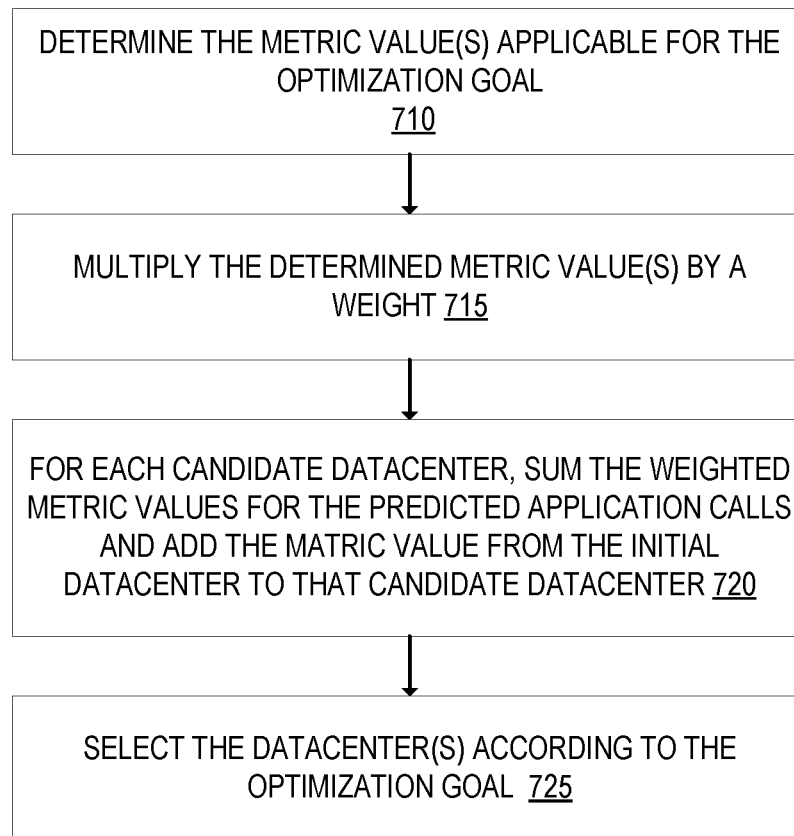 DETERMINE THE METRIC VALUE(S) APPLICABLE FOR THE
OPTIMIZATION GOAL
710
MULTIPLY THE DETERMINED METRIC VALUE(S) BY A
WEIGHT 715
FOR EACH CANDIDATE DATACENTER, SUM THE WEIGHTED
METRIC VALUES FOR THE PREDICTED APPLICATION CALLS
AND ADD THE MATRIC VALUE FROM THE INITIAL
DATACENTER TO THAT CANDIDATE DATACENTER 720
SELECT THE DATACENTER(S) ACCORDING TO THE
OPTIMIZATION GOAL 725